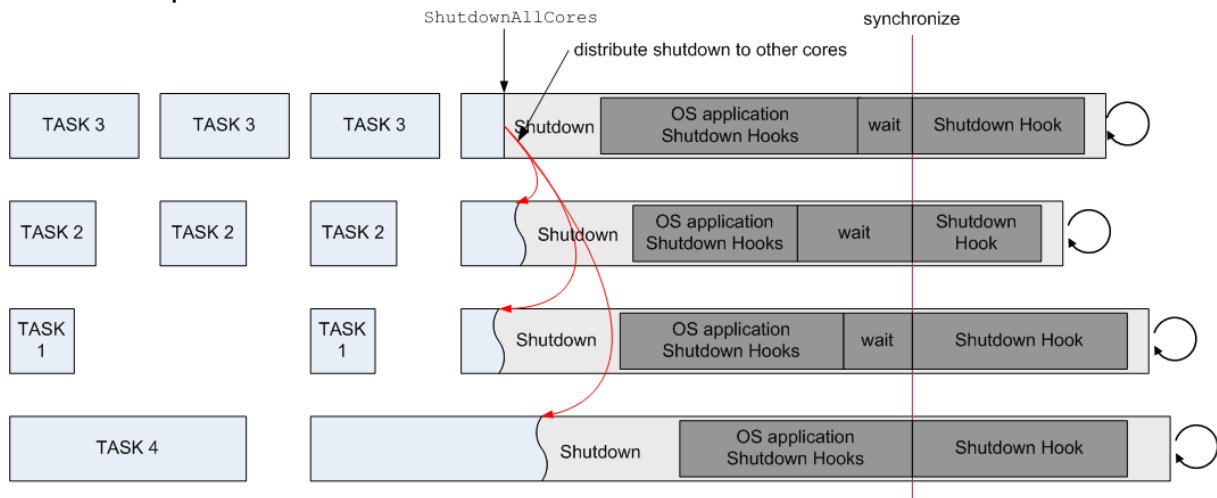 ShutdownAllCores
synchronize
distribute shutdown to other cores
TASK 3
TASK 3
TASK 3
Shutdown
OS application
Shutdown Hooks
wait
Shutdown Hook
TASK 2
TASK 2
TASK 2
Shutdown
OS application
Shutdown Hooks
wait
Shutdown
Hook
TASK
1
TASK
1
Shutdown
OS application
Shutdown Hooks
wait
Shutdown Hook
TASK 4
Shutdown
OS application
Shutdown Hooks
Shutdown Hook